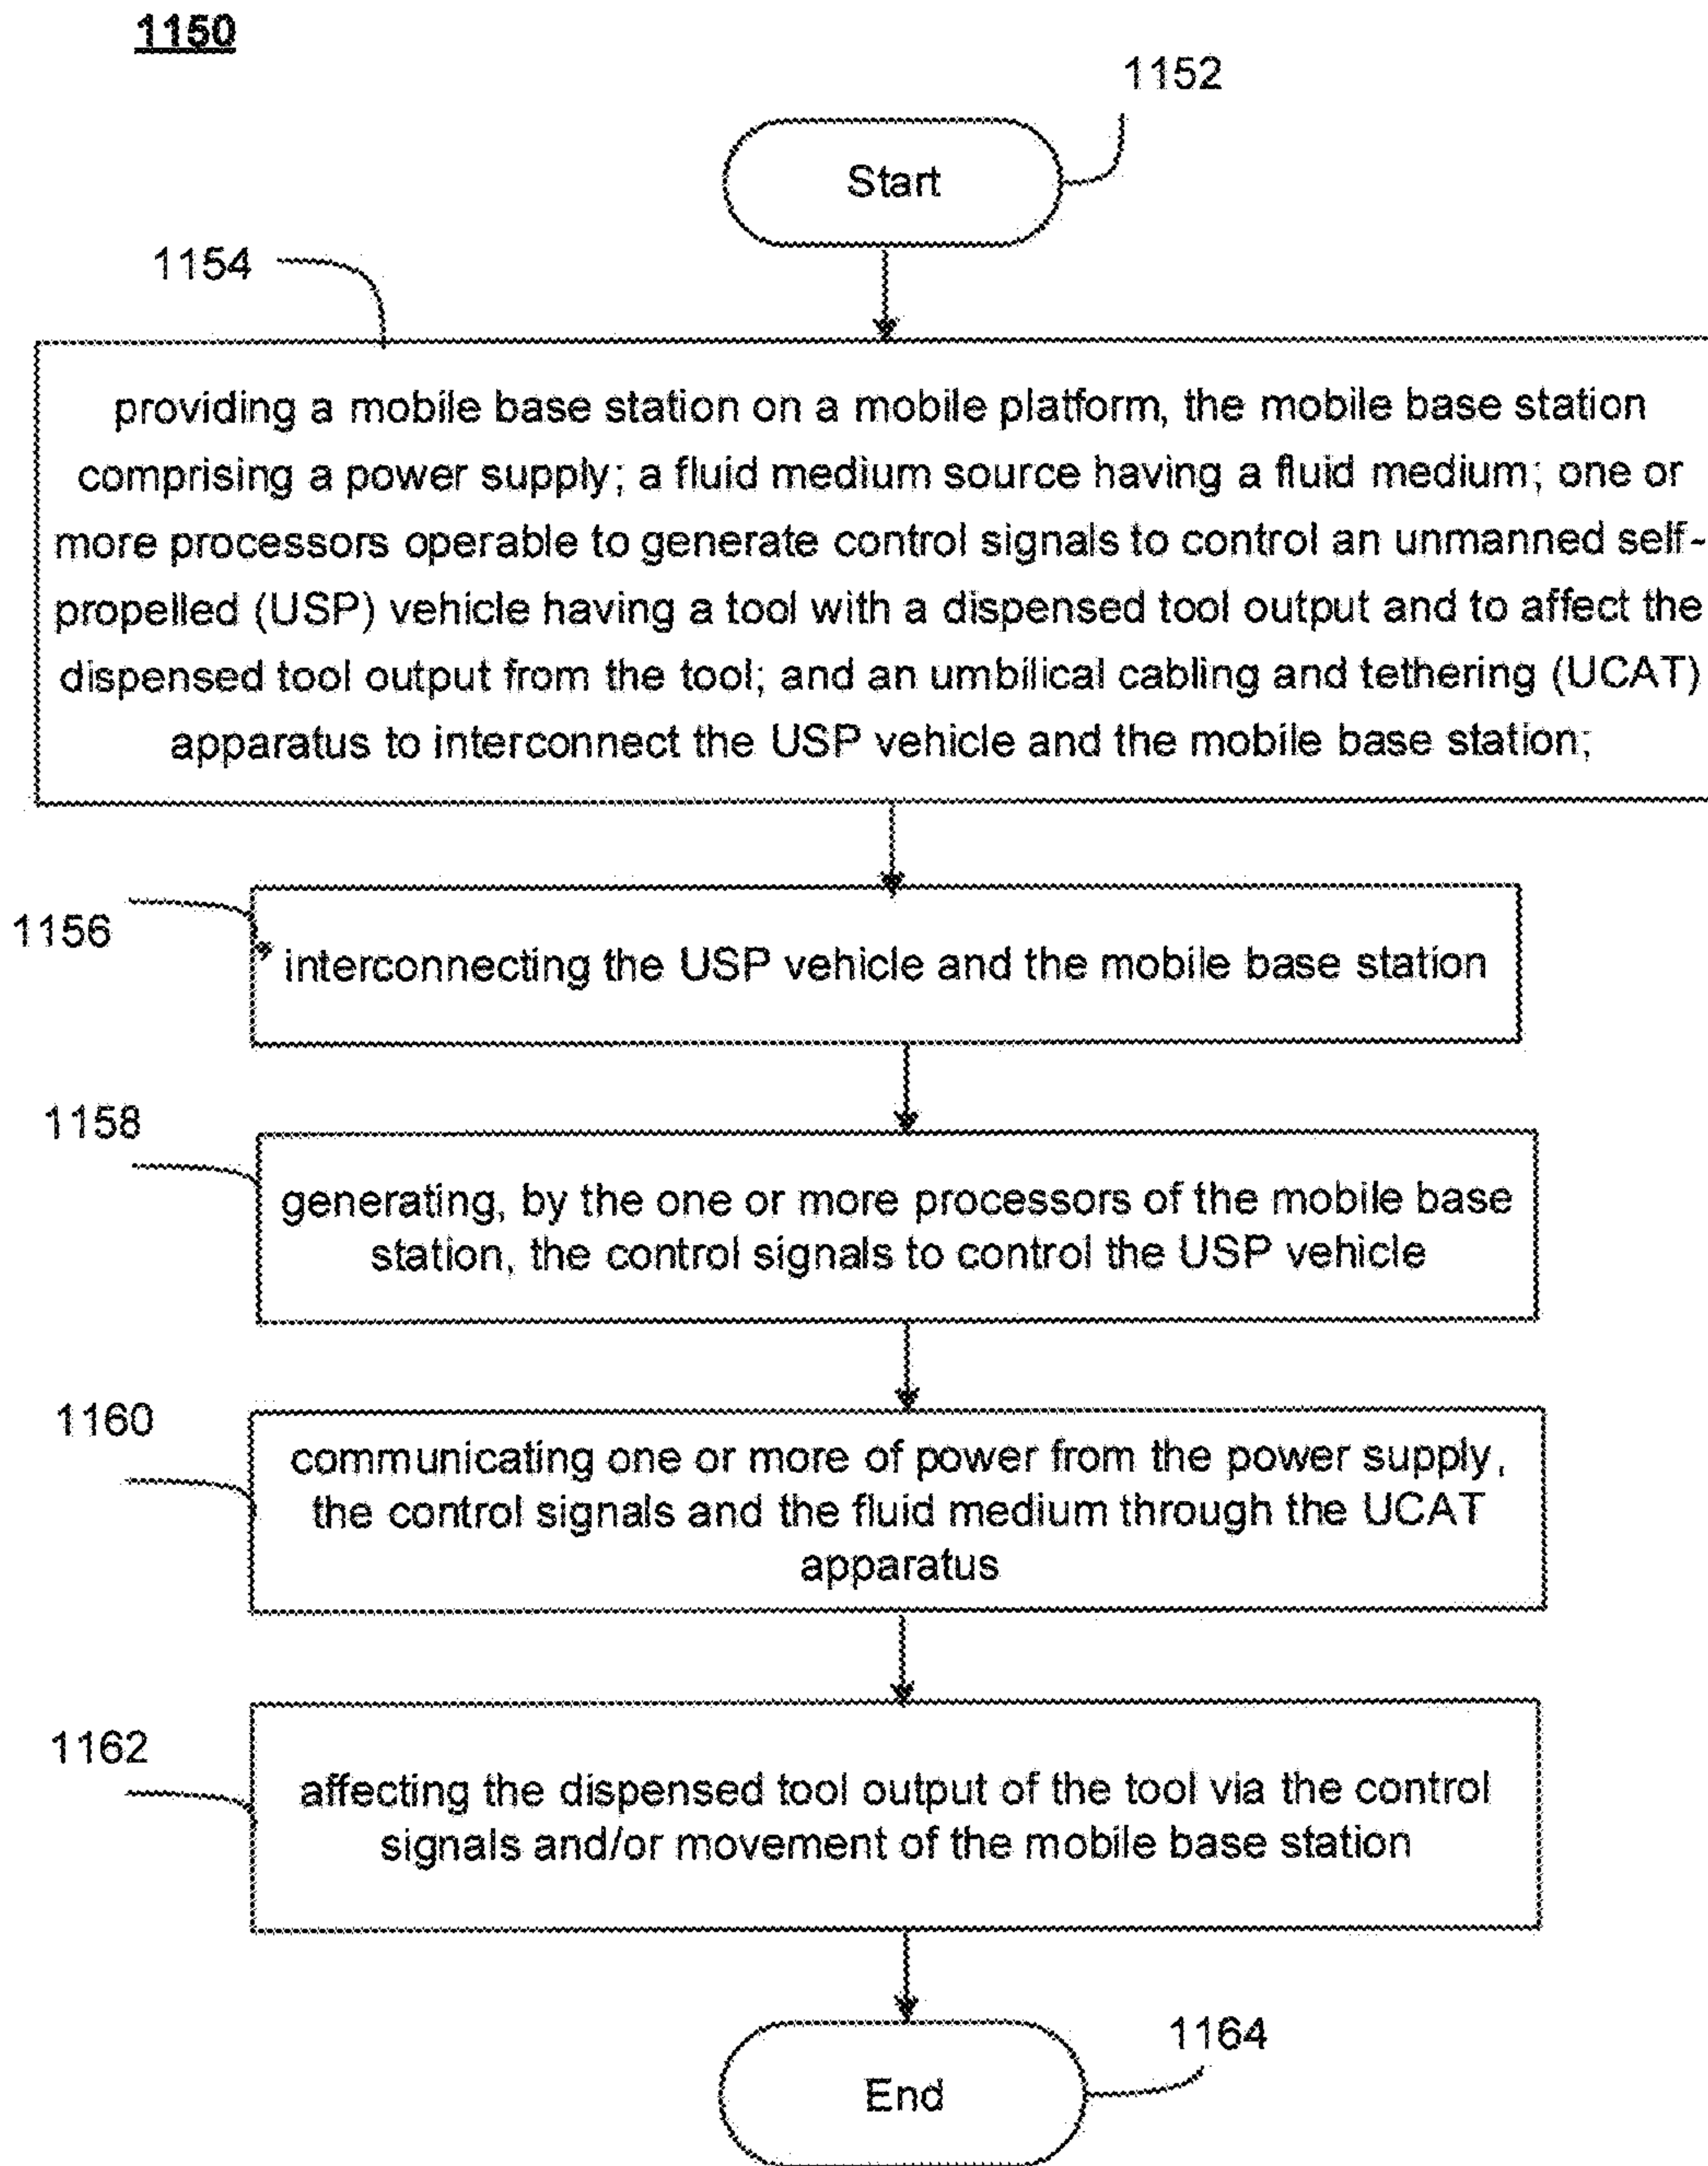 1150
1152
Start
1154
providing a mobile base station on a mobile platform, the mobile base station
comprising a power supply; a fluid medium source having a fluid medium; one or
more processors operable to generate control signals to control an unmanned self-
propelled (USP) vehicle having a tool with a dispensed tool output and to affect the
dispensed tool output from the tool; and an umbilical cabling and tethering (UCAT)
apparatus to interconnect the USP vehicle and the mobile base station;
1156
interconnecting the USP vehicle and the mobile base station
1158
generating, by the one or more processors of the mobile base
station, the control signals to control the USP vehicle
1160
communicating one or more of power from the power supply,
the control signals and the fluid medium through the UCAT
apparatus
1162
affecting the dispensed tool output of the tool via the control
signals and/or movement of the mobile base station
1164
End